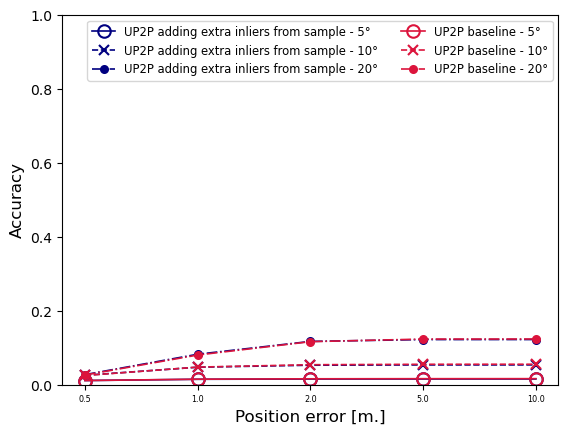 UP2P adding extra inliers from sample - 5° UP2P baseline - 5°
UP2P adding extra inliers from sample - 10° UP2P baseline - 10°
UP2P adding extra inliers from sample - 20° UP2P baseline - 20°
1.0
0.8
0.6
0.4
0.2
0.0
Accuracy
0.5 1.0 2.0 5.0 10.0
Position error [m.]